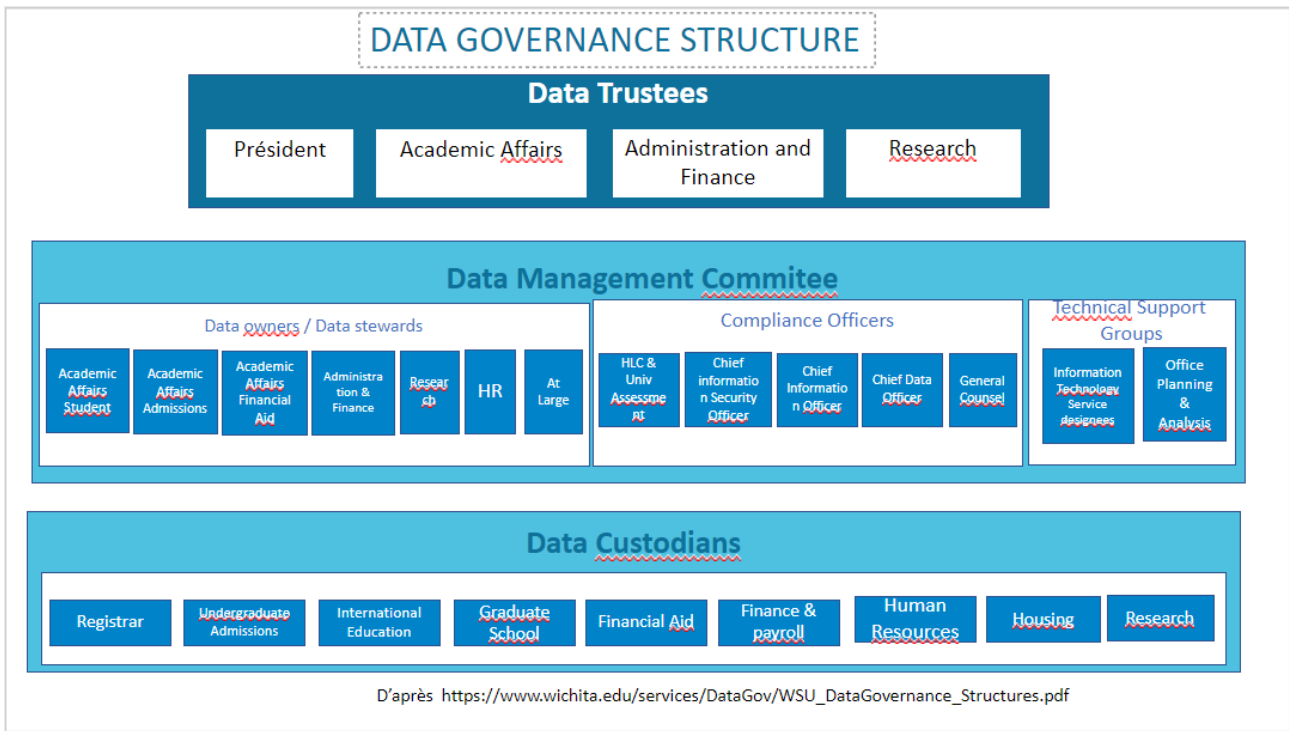 DATA GOVERNANCE STRUCTURE
Data Trustees
Président
Academic Affairs
Administration and
Finance
Research
Data Management Commitee
Data owners / Data stewards
Academic
Affairs
Student
Academic
Affairs
Admissions
Academic
Affairs
Financial
Aid
Administra
tion &
Finance
Resear
ch
HR
At
Large
Compliance Officers
HLC &
Univ
Assessme
nt
Chief
informatio
n Security
Officer
Chief
Informatio
n Officer
Chief Data
Officer
General
Counsel
Technical Support
Groups
Information
Technology
Service
designees
Office
Planning
&
Analysis
Data Custodians
Registrar
Undergraduate
Admissions
International
Education
Graduate
School
Financial Aid
Finance &
payroll
Human
Resources
Housing
Research
D'après https://www.wichita.edu/services/DataGov/WSU_DataGovernance_Structures.pdf